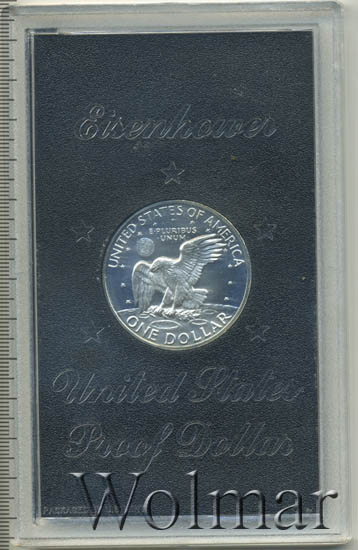 Eisenhower
UNITED STATES OF AMERICA
E·PLURIBUS
UNUM
ONE DOLLAR
United States
Proof Dollar
Wolmar